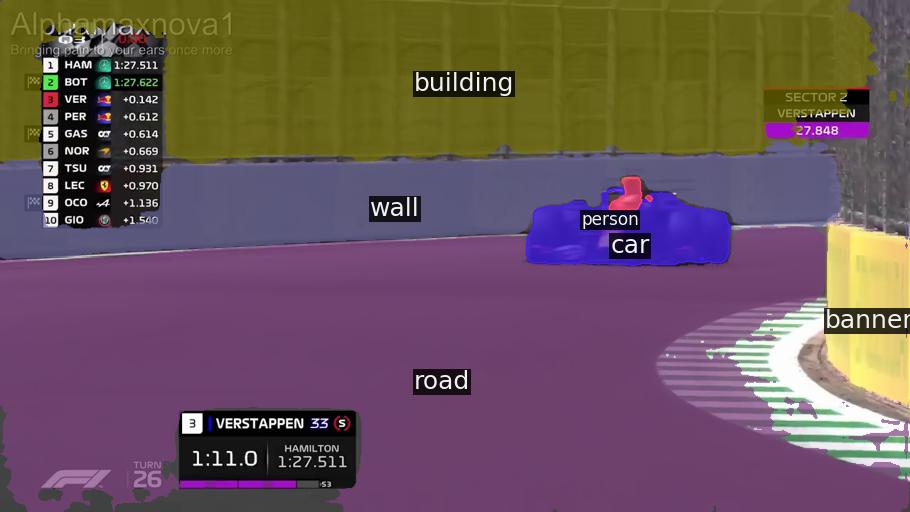 Alphamaxnova1
Bringing pain to your ears once more
Q3
1 HAM 1:27.511
2 BOT 1:27.622
3 VER +0.142
4 PER +0.612
5 GAS +0.614
6 NOR +0.669
7 TSU +0.931
8 LEC +0.970
9 OCO +1.136
10 GIO +1.540
building
SECTOR 2
VERSTAPPEN
27.848
wall
person
car
banner
road
3 VERSTAPPEN 33 S
1:11.0
HAMILTON
1:27.511
S3
F1
TURN
26